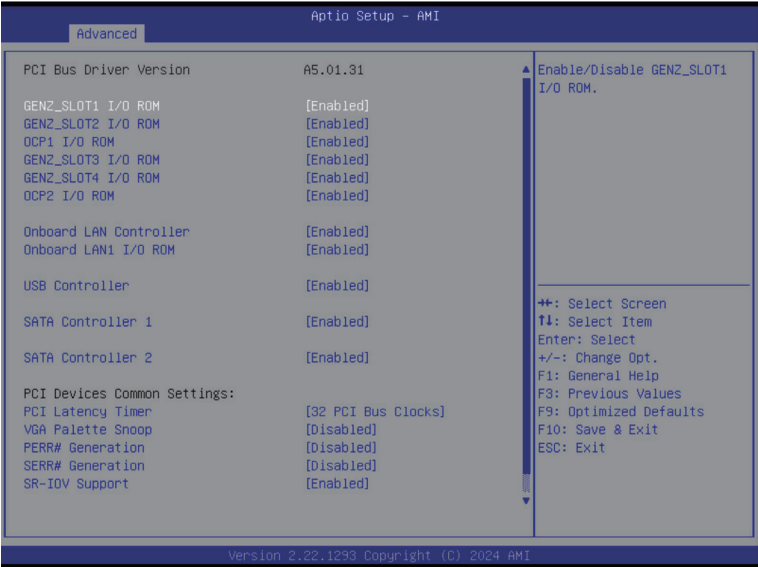 Aptio Setup – AMI
Advanced
PCI Bus Driver Version A5.01.31
GENZ_SLOT1 I/O ROM [Enabled]
GENZ_SLOT2 I/O ROM [Enabled]
OCP1 I/O ROM [Enabled]
GENZ_SLOT3 I/O ROM [Enabled]
GENZ_SLOT4 I/O ROM [Enabled]
OCP2 I/O ROM [Enabled]
Onboard LAN Controller [Enabled]
Onboard LAN1 I/O ROM [Enabled]
USB Controller [Enabled]
SATA Controller 1 [Enabled]
SATA Controller 2 [Enabled]
PCI Devices Common Settings:
PCI Latency Timer [32 PCI Bus Clocks]
VGA Palette Snoop [Disabled]
PERR# Generation [Disabled]
SERR# Generation [Disabled]
SR-IOV Support [Enabled]
Enable/Disable GENZ_SLOT1
I/O ROM.
→←: Select Screen
↑↓: Select Item
Enter: Select
+/-: Change Opt.
F1: General Help
F3: Previous Values
F9: Optimized Defaults
F10: Save & Exit
ESC: Exit
Version 2.22.1293 Copyright (C) 2024 AMI